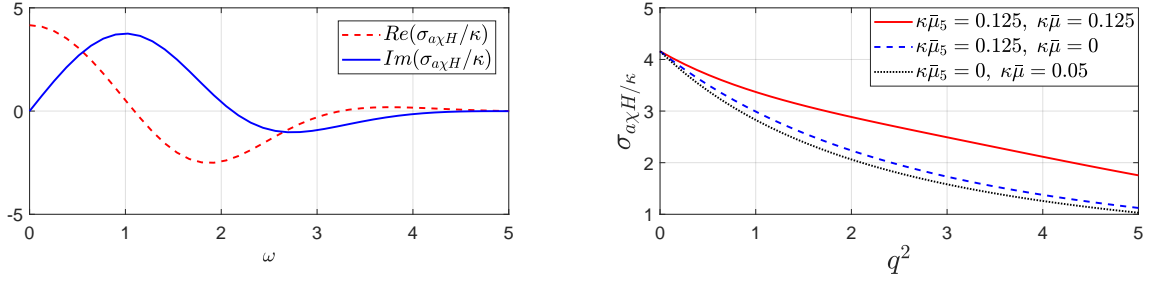 5
0
-5
0 1 2 3 4 5
ω
Re(σ_{aχH}/κ)
Im(σ_{aχH}/κ)
5
4
3
2
1
σ_{aχH/κ}
0 1 2 3 4 5
q^2
κμ̄_5 = 0.125, κμ̄ = 0.125
κμ̄_5 = 0.125, κμ̄ = 0
κμ̄_5 = 0, κμ̄ = 0.05